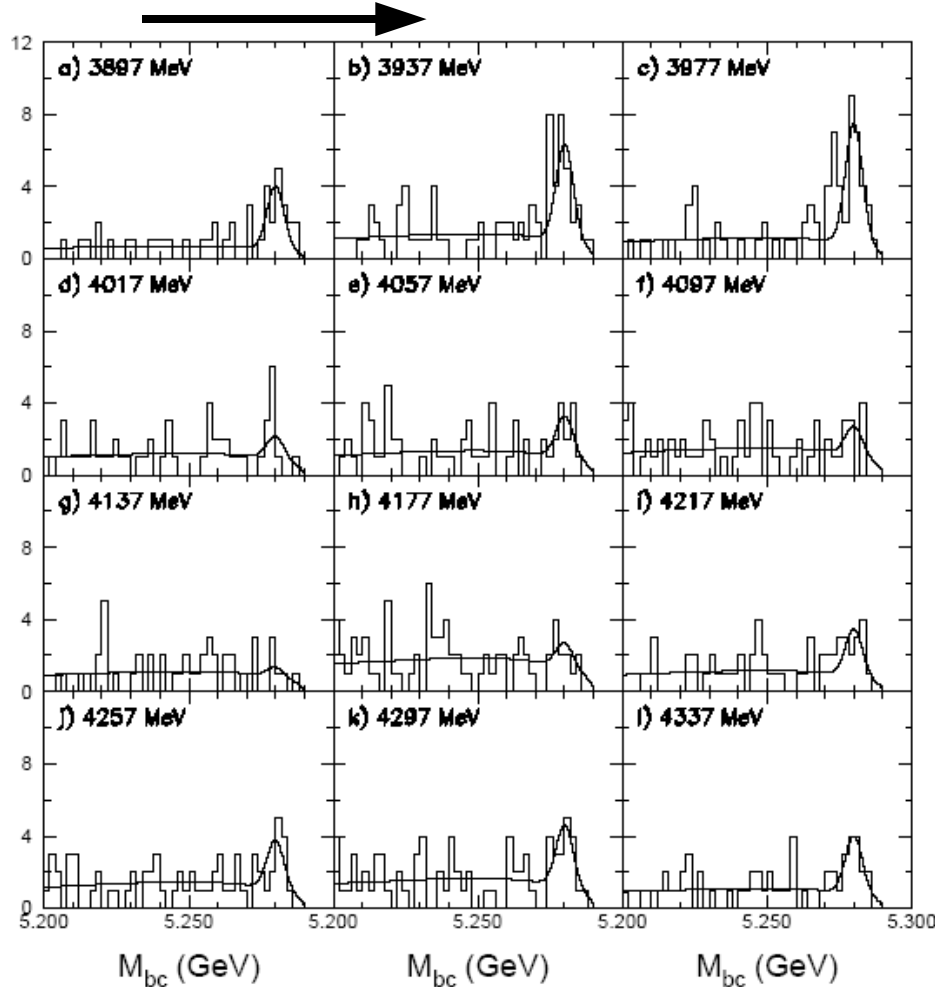 12
a) 3897 MeV
b) 3937 MeV
c) 3977 MeV
8
4
0
d) 4017 MeV
e) 4057 MeV
f) 4097 MeV
8
4
0
g) 4137 MeV
h) 4177 MeV
i) 4217 MeV
8
4
0
j) 4257 MeV
k) 4297 MeV
l) 4337 MeV
8
4
0
5.200 5.250 5.200 5.250 5.200 5.250 5.300
M_bc (GeV) M_bc (GeV) M_bc (GeV)